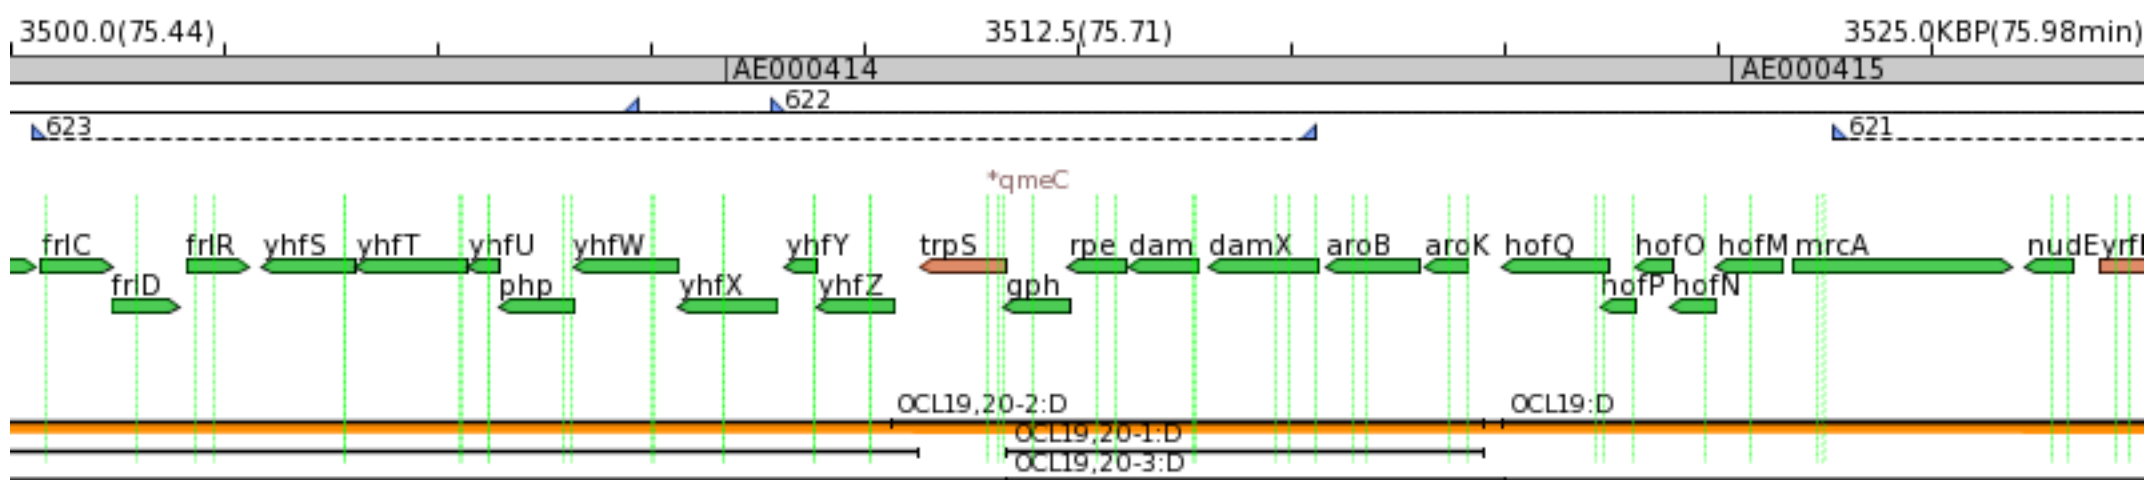 3500.0(75.44) 3512.5(75.71) 3525.0KBP(75.98min)
AE000414 AE000415
622
623 621
*qmeC
frlC frlR yhfS yhfT yhfU yhfW yhfY trpS rpe dam damX aroB aroK hofQ hofO hofM mrcA nudE
frlD php yhfX yhfZ gph hofP hofN
OCL19,20-2:D OCL19:D
OCL19,20-1:D
OCL19,20-3:D